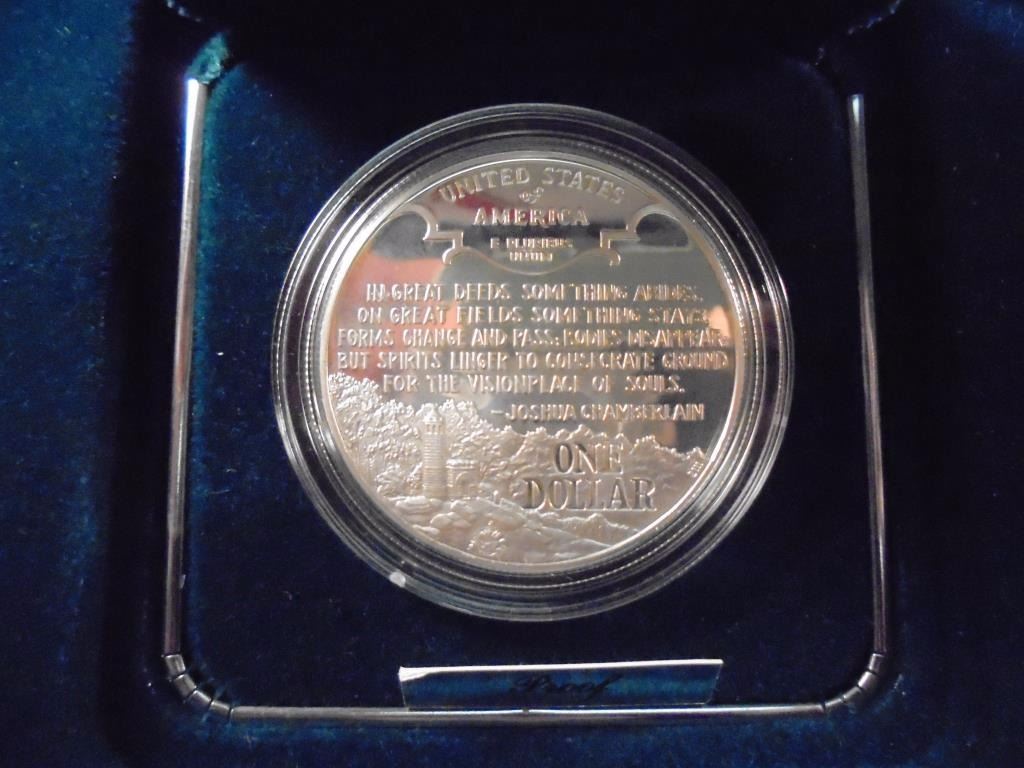 UNITED STATES
of
AMERICA
E PLURIBUS
UNUM
IN GREAT DEEDS SOMETHING ABIDES.
ON GREAT FIELDS SOMETHING STAYS
FORMS CHANGE AND PASS; BODIES DISAPPEAR;
BUT SPIRITS LINGER TO CONSECRATE GROUND
FOR THE VISIONPLACE OF SOULS.
-JOSHUA CHAMBERLAIN
ONE
DOLLAR
Proof